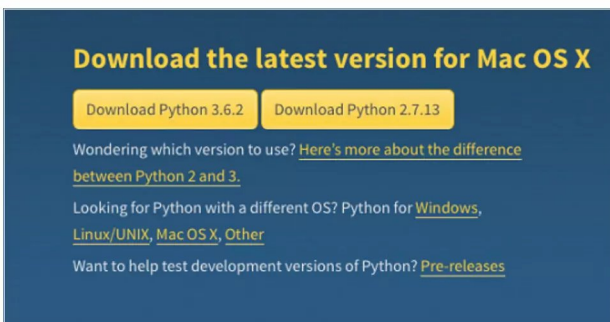 Download the latest version for Mac OS X
Download Python 3.6.2 Download Python 2.7.13
Wondering which version to use? Here's more about the difference
between Python 2 and 3.
Looking for Python with a different OS? Python for Windows,
Linux/UNIX, Mac OS X, Other
Want to help test development versions of Python? Pre-releases